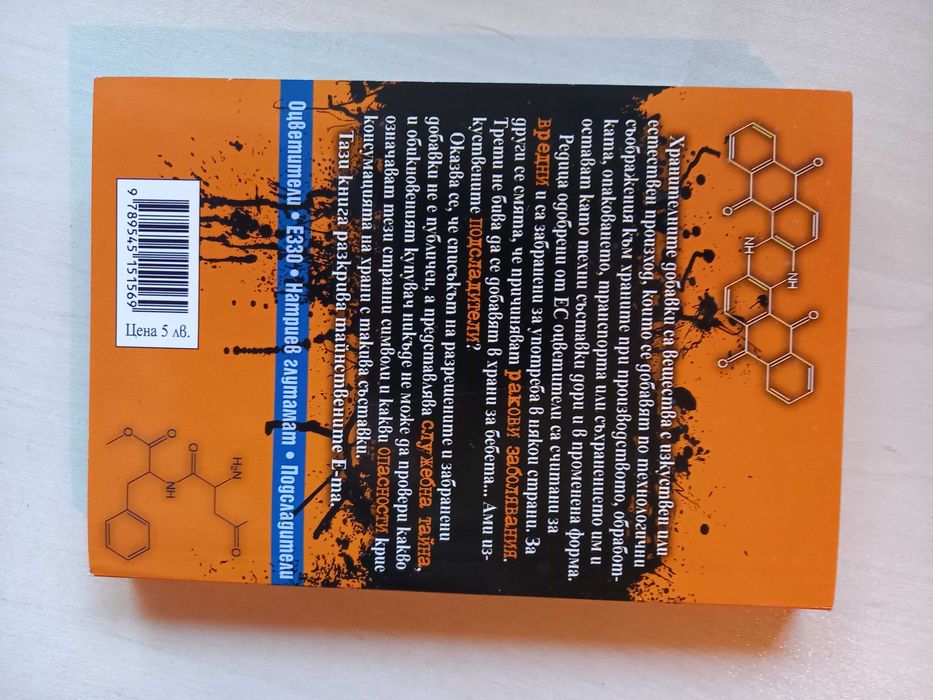 Хранителните добавки са вещества с изкуствен или
естествен произход, които се добавят по технологични
съображения към храните при производството, обработ-
ката, опаковането, транспорта или съхранението им и
остават като техни съставки дори и в променена форма.
Редица одобрени от ЕС оцветители са считани за
вредни и са забранени за употреба в някои страни. За
други се смята, че причиняват ракови заболявания.
Трети не бива да се добавят в храни за бебета... Ами из-
куствените подсладители?
Оказва се, че списъкът на разрешените и забранени
добавки не е публичен, а представлява служебна тайна,
и обикновеният купувач никъде не може да провери какво
означават тези странни символи и какви опасности крие
консумацията на храни с такива съставки.
Тази книга разкрива тайнствените Е-та.
Оцветители • Е330 • Натриев глутамат • Подсладители
9 789545 151569
Цена 5 лв.
O
O
NH
NH
O
O
O
O
NH
O
H₂N
O